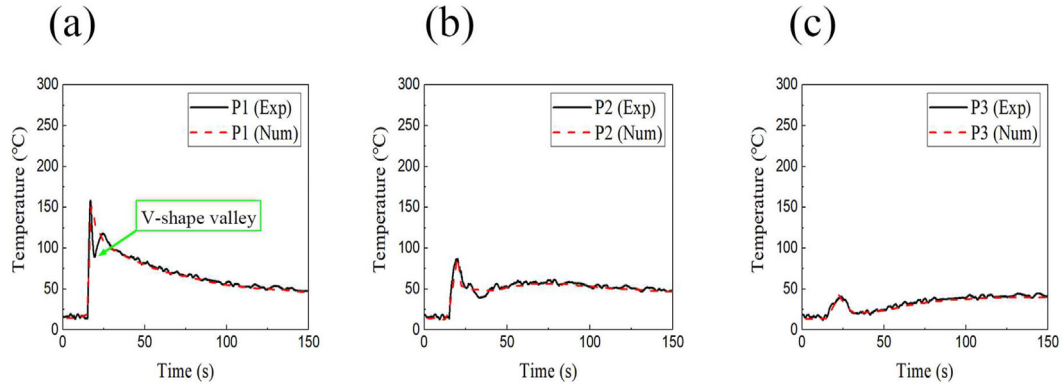 (a)
300
250
200
150
100
50
0
Temperature (°C)
P1 (Exp)
P1 (Num)
V-shape valley
0 50 100 150
Time (s)
(b)
300
250
200
150
100
50
0
Temperature (°C)
P2 (Exp)
P2 (Num)
0 50 100 150
Time (s)
(c)
300
250
200
150
100
50
0
Temperature (°C)
P3 (Exp)
P3 (Num)
0 50 100 150
Time (s)